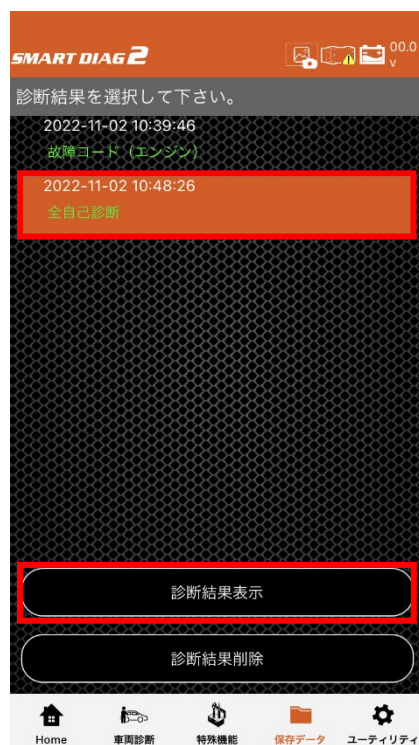 SMART DIAG 2
00.0
v
診断結果を選択して下さい。
2022-11-02 10:39:46
故障コード（エンジン）
2022-11-02 10:48:26
全自己診断
診断結果表示
診断結果削除
Home 車両診断 特殊機能 保存データ ユーティリティ